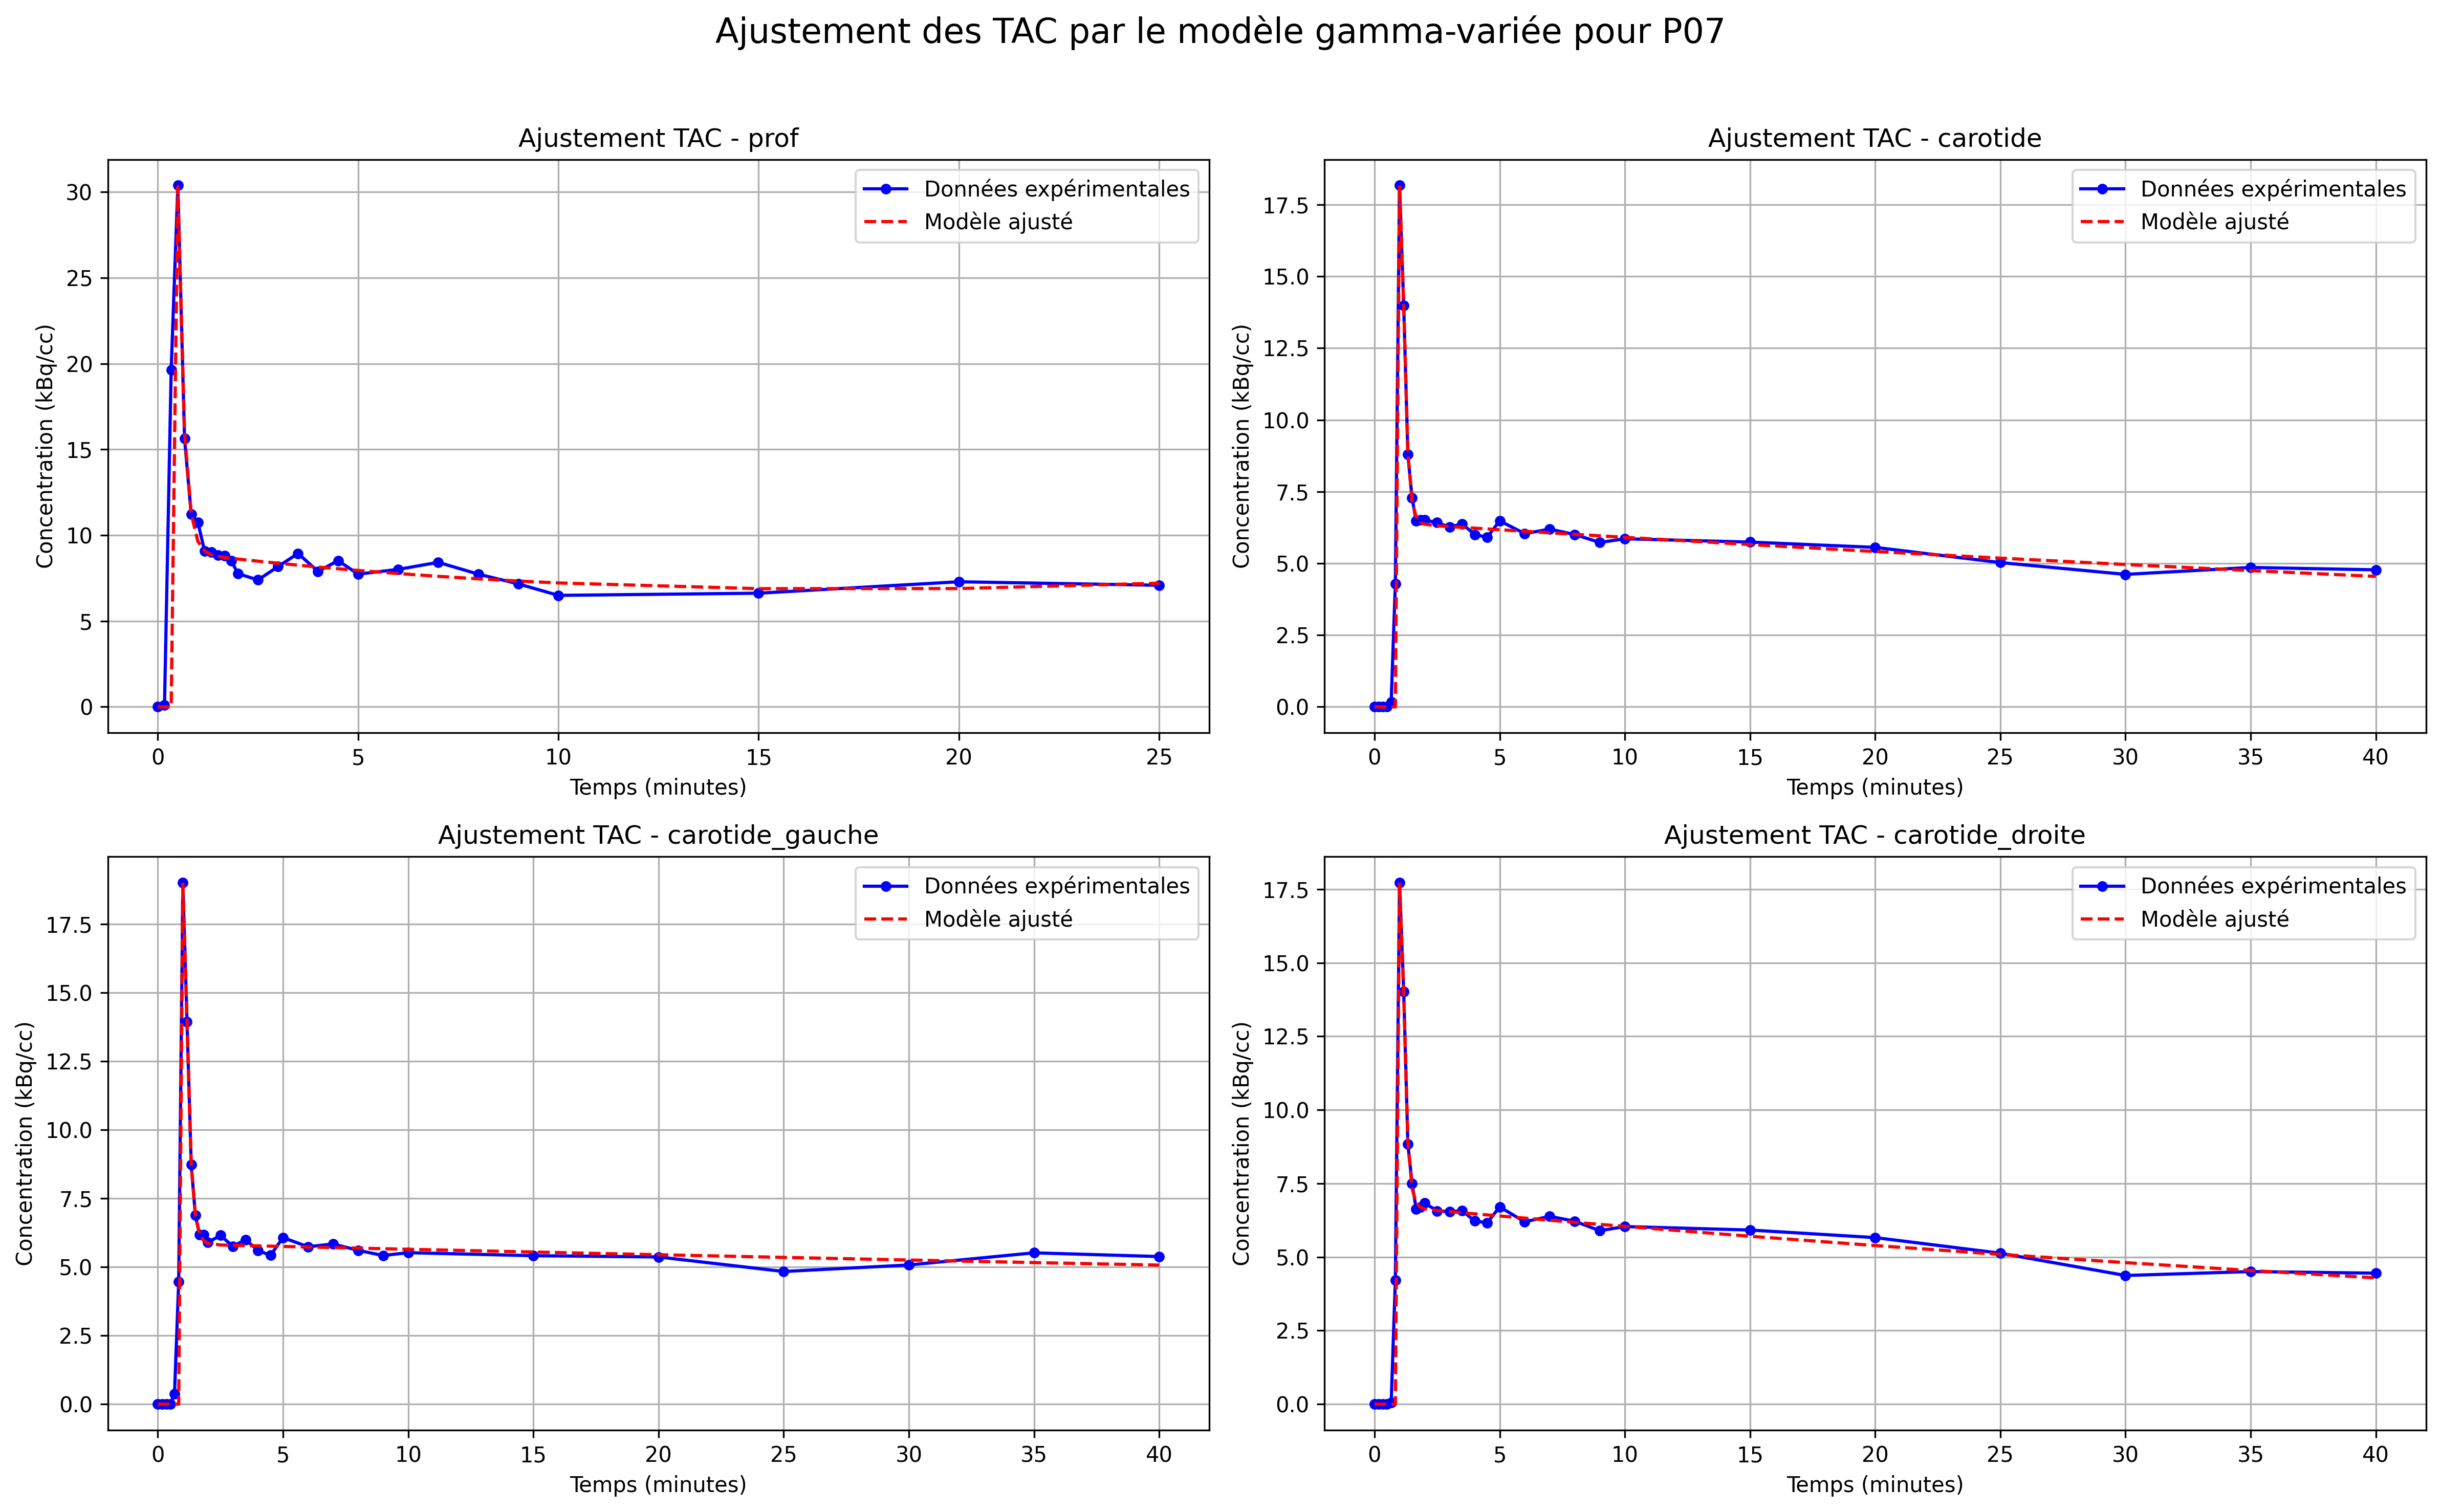 Ajustement des TAC par le modèle gamma-variée pour P07
Ajustement TAC - prof
Concentration (kBq/cc)
30
25
20
15
10
5
0
Données expérimentales
Modèle ajusté
0 5 10 15 20 25
Temps (minutes)
Ajustement TAC - carotide
Concentration (kBq/cc)
17.5
15.0
12.5
10.0
7.5
5.0
2.5
0.0
Données expérimentales
Modèle ajusté
0 5 10 15 20 25 30 35 40
Temps (minutes)
Ajustement TAC - carotide_gauche
Concentration (kBq/cc)
17.5
15.0
12.5
10.0
7.5
5.0
2.5
0.0
Données expérimentales
Modèle ajusté
0 5 10 15 20 25 30 35 40
Temps (minutes)
Ajustement TAC - carotide_droite
Concentration (kBq/cc)
17.5
15.0
12.5
10.0
7.5
5.0
2.5
0.0
Données expérimentales
Modèle ajusté
0 5 10 15 20 25 30 35 40
Temps (minutes)